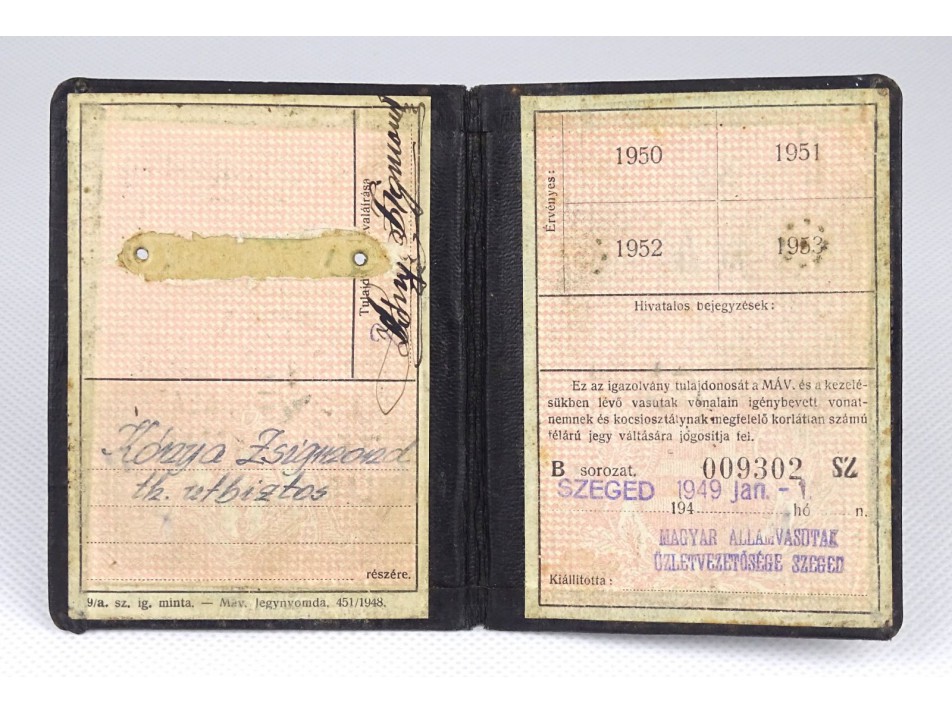 Kónya Zsigmond
th. utbiztos
részére.
9/a. sz. ig. minta. — Máv. Jegynyomda. 451/1948.
Érvényes:
1950 1951
1952 1953
Hivatalos bejegyzések:
Ez az igazolvány tulajdonosát a MÁV. és a kezelé-
sükben lévő vasutak vonalain igénybevett vonat-
nemnek és kocsiosztálynak megfelelő korlátlan számú
félárú jegy váltására jogosítja fel.
B sorozat. 009302 SZ
SZEGED 1949 jan. - 1.
194 hó n.
MAGYAR ÁLLAMVASUTAK
ÜZLETVEZETŐSÉGE SZEGED
Kiállította: